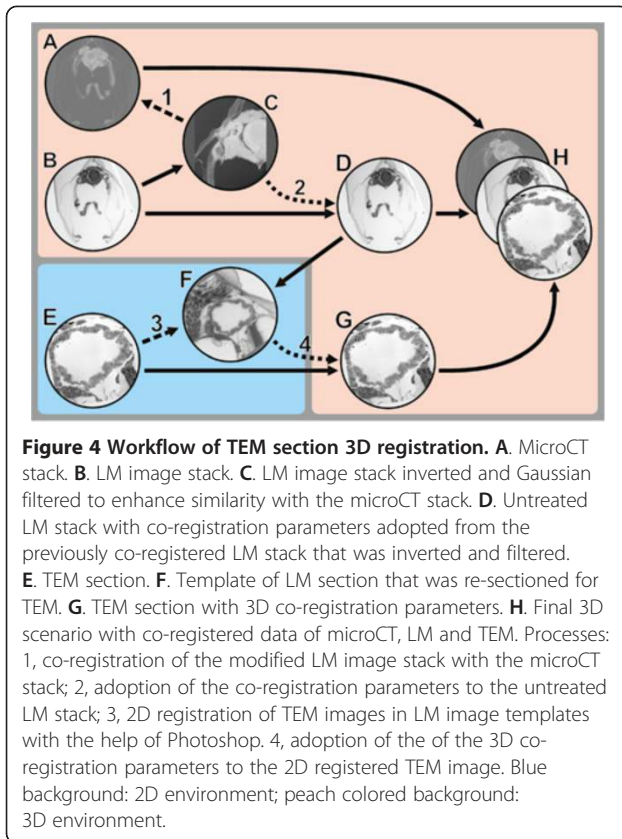 A
1
C
B
2
D
H
F
E
3
4
G
Figure 4 Workflow of TEM section 3D registration. A. MicroCT
stack. B. LM image stack. C. LM image stack inverted and Gaussian
filtered to enhance similarity with the microCT stack. D. Untreated
LM stack with co-registration parameters adopted from the
previously co-registered LM stack that was inverted and filtered.
E. TEM section. F. Template of LM section that was re-sectioned for
TEM. G. TEM section with 3D co-registration parameters. H. Final 3D
scenario with co-registered data of microCT, LM and TEM. Processes:
1, co-registration of the modified LM image stack with the microCT
stack; 2, adoption of the co-registration parameters to the untreated
LM stack; 3, 2D registration of TEM images in LM image templates
with the help of Photoshop. 4, adoption of the of the 3D co-
registration parameters to the 2D registered TEM image. Blue
background: 2D environment; peach colored background:
3D environment.